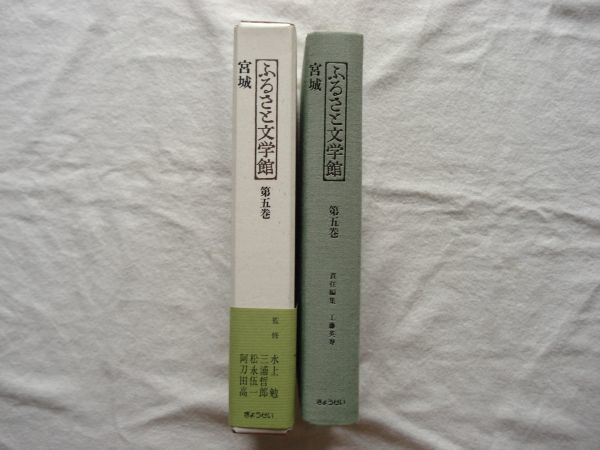 ふるさと文学館
宮城
第五巻
監修
水上 勉
三浦哲郎
松永伍一
阿刀田高
ぎょうせい
ふるさと文学館
宮城
第五巻
責任編集 工藤英寿
ぎょうせい